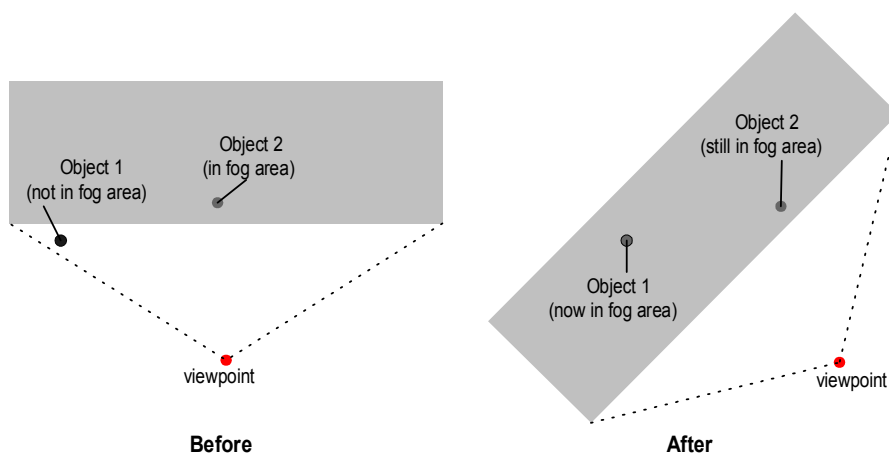 Object 1
(not in fog area)
Object 2
(in fog area)
viewpoint
Before
Object 2
(still in fog area)
Object 1
(now in fog area)
viewpoint
After